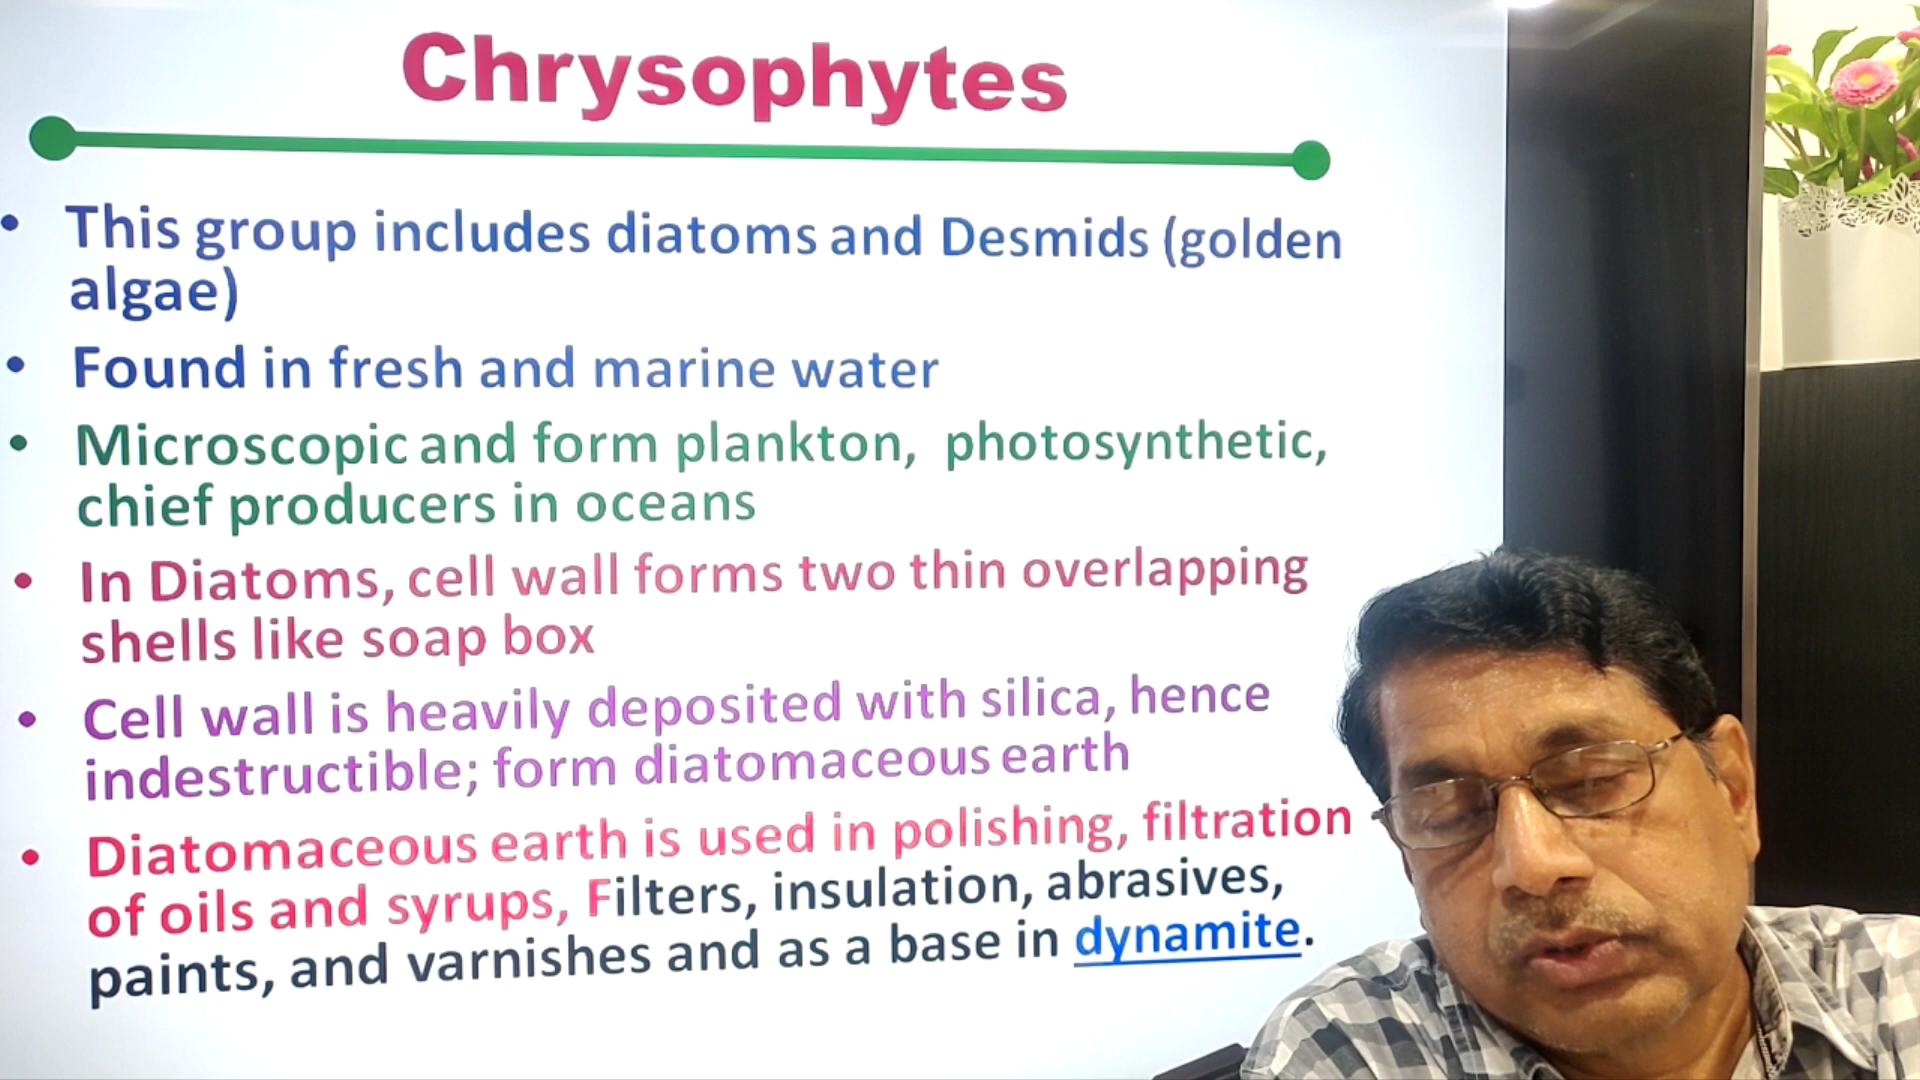 Chrysophytes
• This group includes diatoms and Desmids (golden
algae)
• Found in fresh and marine water
• Microscopic and form plankton, photosynthetic,
chief producers in oceans
• In Diatoms, cell wall forms two thin overlapping
shells like soap box
• Cell wall is heavily deposited with silica, hence
indestructible; form diatomaceous earth
• Diatomaceous earth is used in polishing, filtration
of oils and syrups, Filters, insulation, abrasives,
paints, and varnishes and as a base in dynamite.